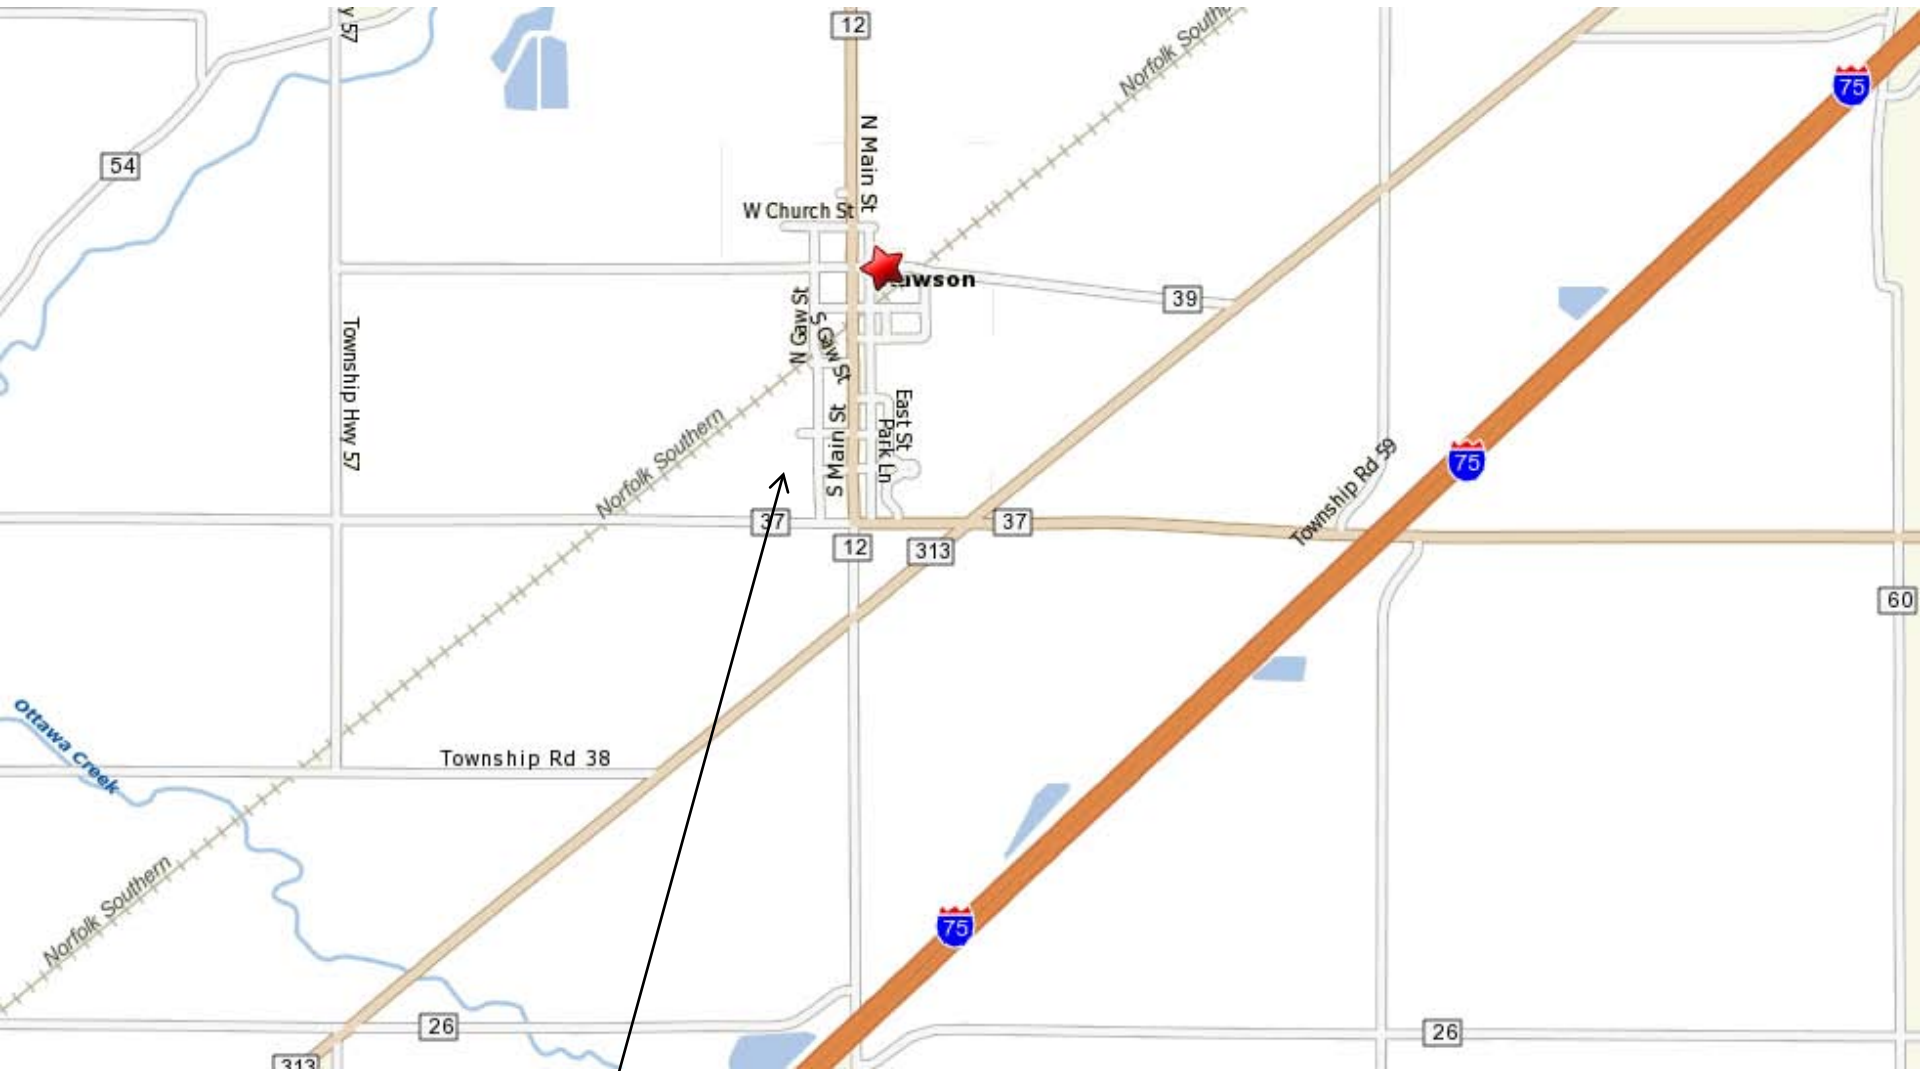 y 57
12
Norfolk Southe
75
N Main St
54
W Church St
awson
39
N Gaw St
S Gaw St
Township Hwy 57
East St
Park Ln
S Main St
Norfolk Southern
75
Township Rd 59
37
37
12
313
60
Ottawa Creek
Township Rd 38
Norfolk Southern
75
26
26
313